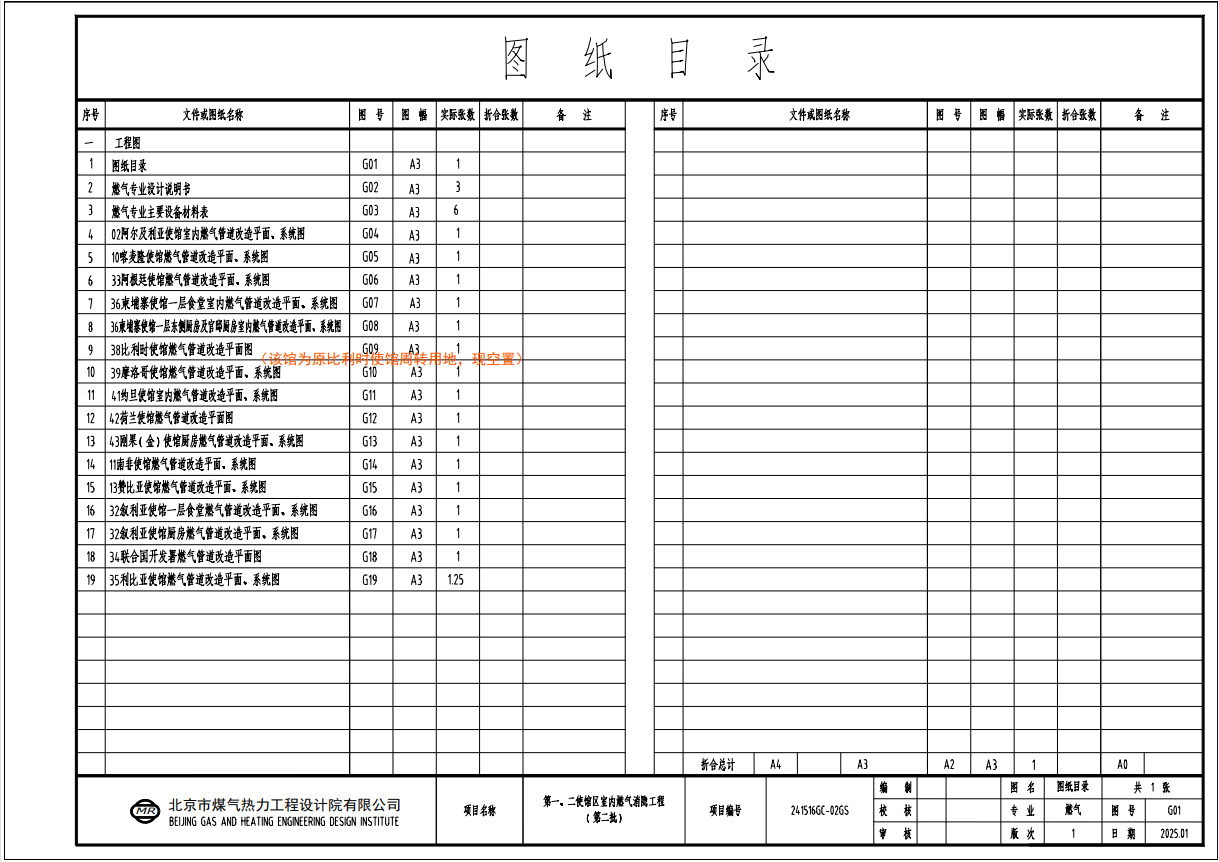 图 纸 目 录
序号 文件或图纸名称 图 号 图 幅 实际张数 折合张数 备 注 序号 文件或图纸名称 图 号 图 幅 实际张数 折合张数 备 注
一 工程图
1 图纸目录 G01 A3 1
2 燃气专业设计说明书 G02 A3 3
3 燃气专业主要设备材料表 G03 A3 6
4 02阿尔及利亚使馆室内燃气管道改造平面、系统图 G04 A3 1
5 10喀麦隆使馆燃气管道改造平面、系统图 G05 A3 1
6 33阿根廷使馆燃气管道改造平面、系统图 G06 A3 1
7 36柬埔寨使馆一层食堂室内燃气管道改造平面、系统图 G07 A3 1
8 36柬埔寨使馆一层东侧厨房及官邸厨房室内燃气管道改造平面、系统图 G08 A3 1
9 38比利时使馆燃气管道改造平面图 G09 A3 1
（该馆为原比利时使馆周转用地，现空置）
10 39摩洛哥使馆燃气管道改造平面、系统图 G10 A3 1
11 41约旦使馆室内燃气管道改造平面、系统图 G11 A3 1
12 42荷兰使馆燃气管道改造平面图 G12 A3 1
13 43刚果(金)使馆厨房燃气管道改造平面、系统图 G13 A3 1
14 11南非使馆燃气管道改造平面、系统图 G14 A3 1
15 13赞比亚使馆燃气管道改造平面、系统图 G15 A3 1
16 32叙利亚使馆一层食堂燃气管道改造平面、系统图 G16 A3 1
17 32叙利亚使馆厨房燃气管道改造平面、系统图 G17 A3 1
18 34联合国开发署燃气管道改造平面图 G18 A3 1
19 35利比亚使馆燃气管道改造平面、系统图 G19 A3 1.25
折合总计 A4 A3 A2 A3 1 A0
MR 北京市煤气热力工程设计院有限公司
BEIJING GAS AND HEATING ENGINEERING DESIGN INSTITUTE
项目名称
第一、二使馆区室内燃气消隐工程
(第二批)
项目编号 241516GC-02GS
编 制 图 名 图纸目录 共 1 张
校 核 专 业 燃气 图 号 G01
审 核 版 次 1 日 期 2025.01